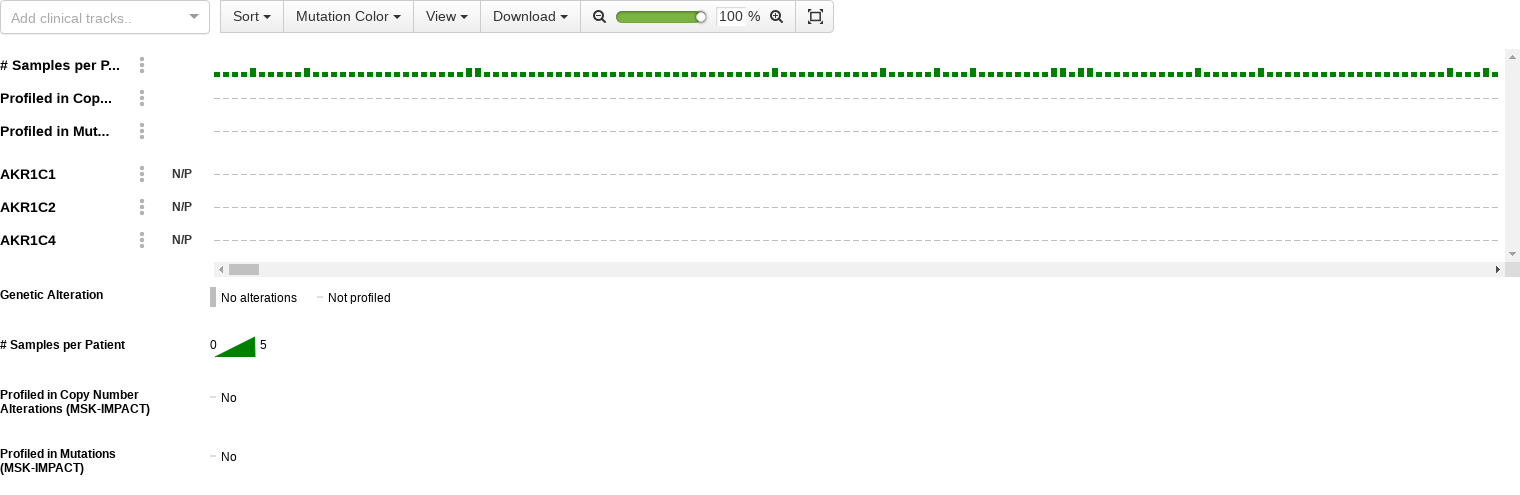 Add clinical tracks..
Sort
Mutation Color
View
Download
100 %
# Samples per P...
Profiled in Cop...
Profiled in Mut...
AKR1C1 N/P
AKR1C2 N/P
AKR1C4 N/P
Genetic Alteration No alterations Not profiled
# Samples per Patient 0 5
Profiled in Copy Number
Alterations (MSK-IMPACT) No
Profiled in Mutations
(MSK-IMPACT) No